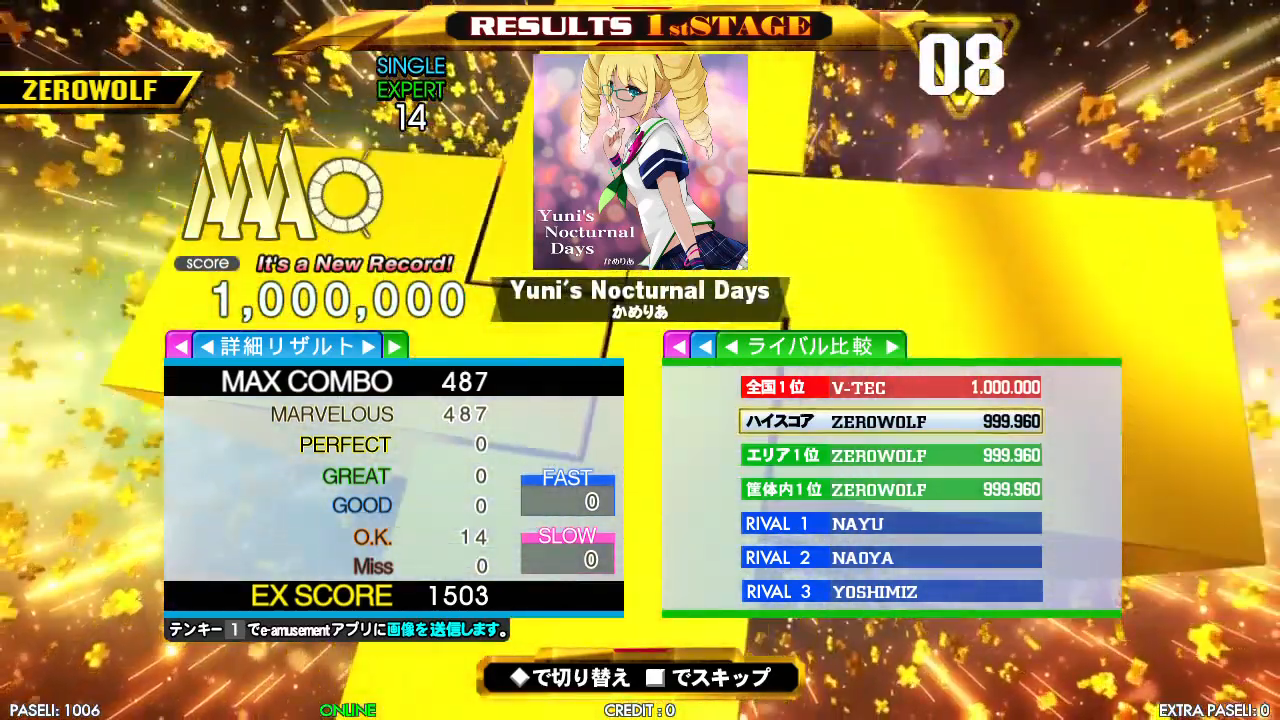 RESULTS 1stSTAGE
08
ZEROWOLF
SINGLE
EXPERT
14
AAA
Yuni's
Nocturnal
Days
かめりあ
score It's a New Record!
1,000,000
Yuni's Nocturnal Days
かめりあ
◀ ◀ 詳細リザルト ▶ ▶
MAX COMBO 487
MARVELOUS 487
PERFECT 0
GREAT 0
GOOD 0
O.K. 14
Miss 0
FAST
0
SLOW
0
EX SCORE 1503
テンキー 1 でe-amusementアプリに画像を送信します。
◀ ◀ ◀ ライバル比較 ▶
全国1位 V-TEC 1.000.000
ハイスコア ZEROWOLF 999.960
エリア1位 ZEROWOLF 999.960
筐体内1位 ZEROWOLF 999.960
RIVAL 1 NAYU
RIVAL 2 NAOYA
RIVAL 3 YOSHIMIZ
◆で切り替え ■でスキップ
PASELI: 1006
ONLINE
CREDIT : 0
EXTRA PASELI: 0